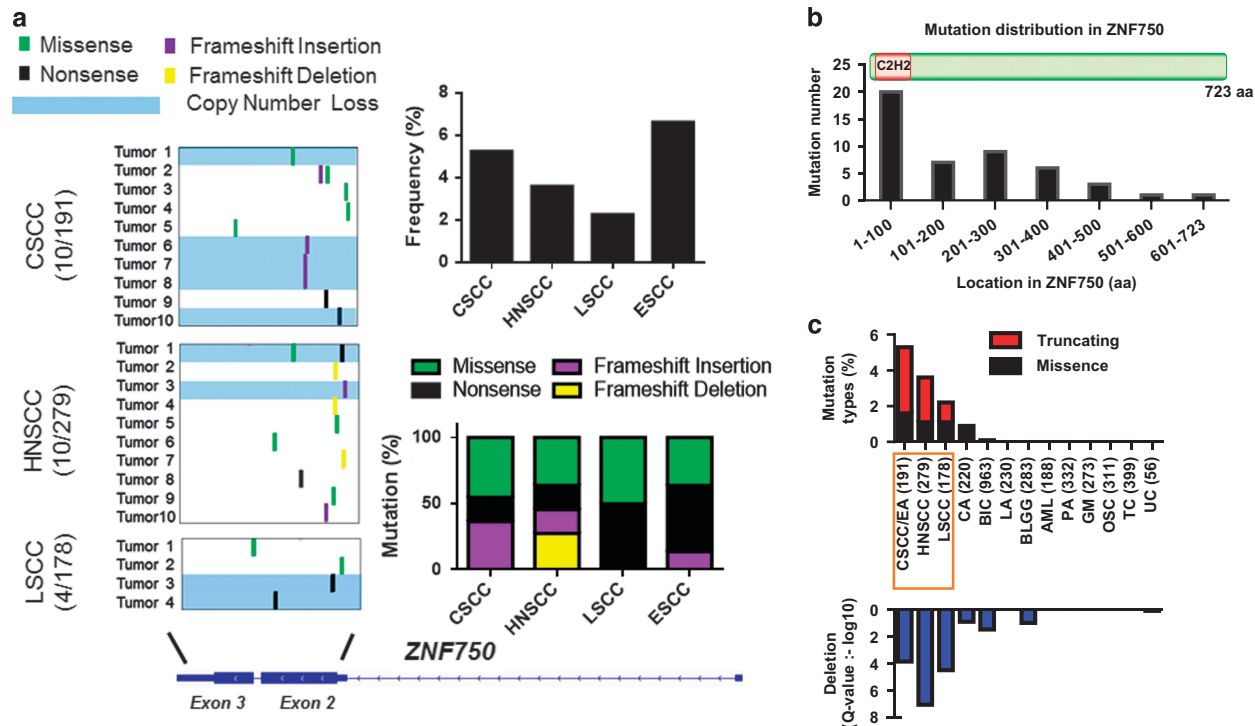 a
Missense
Frameshift Insertion
Nonsense
Frameshift Deletion
Copy Number Loss
CSCC
(10/191)
Tumor 1
Tumor 2
Tumor 3
Tumor 4
Tumor 5
Tumor 6
Tumor 7
Tumor 8
Tumor 9
Tumor10
HNSCC
(10/279)
Tumor 1
Tumor 2
Tumor 3
Tumor 4
Tumor 5
Tumor 6
Tumor 7
Tumor 8
Tumor 9
Tumor10
LSCC
(4/178)
Tumor 1
Tumor 2
Tumor 3
Tumor 4
Frequency (%)
8
6
4
2
0
CSCC
HNSCC
LSCC
ESCC
Missense
Frameshift Insertion
Nonsense
Frameshift Deletion
Mutation (%)
100
50
0
CSCC
HNSCC
LSCC
ESCC
ZNF750
Exon 3
Exon 2
b
Mutation distribution in ZNF750
C2H2
723 aa
Mutation number
25
20
15
10
5
0
1-100
101-200
201-300
301-400
401-500
501-600
601-723
Location in ZNF750 (aa)
c
Truncating
Missence
Mutation
types (%)
6
4
2
0
CSCC/EA (191)
HNSCC (279)
LSCC (178)
CA (220)
BIC (963)
LA (230)
BLGG (283)
AML (188)
PA (332)
GM (273)
OSC (311)
TC (399)
UC (56)
Deletion
(Q-value :- log10)
0
2
4
6
8